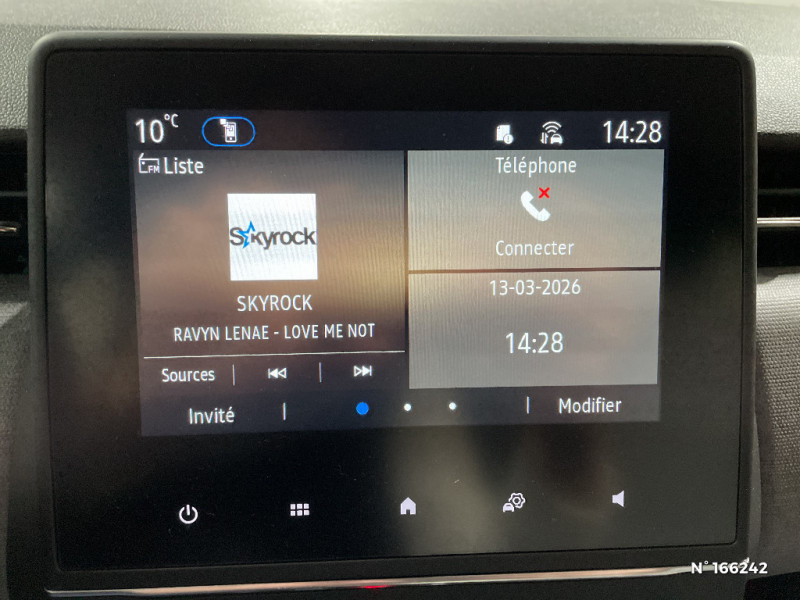 10°C
14:28
FM Liste
Skyrock
SKYROCK
RAVYN LENAE - LOVE ME NOT
Sources
Téléphone
Connecter
13-03-2026
14:28
Invité
Modifier
N° 166242